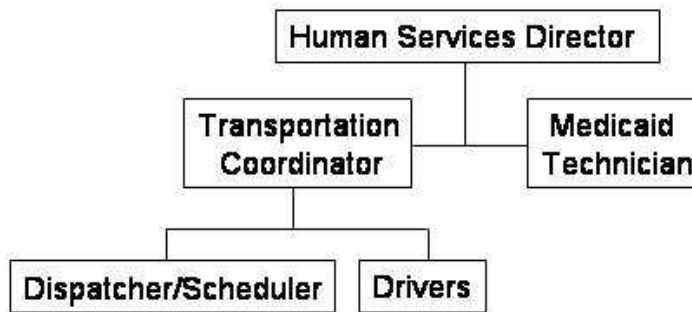 Human Services Director
Transportation
Coordinator
Medicaid
Technician
Dispatcher/Scheduler
Drivers